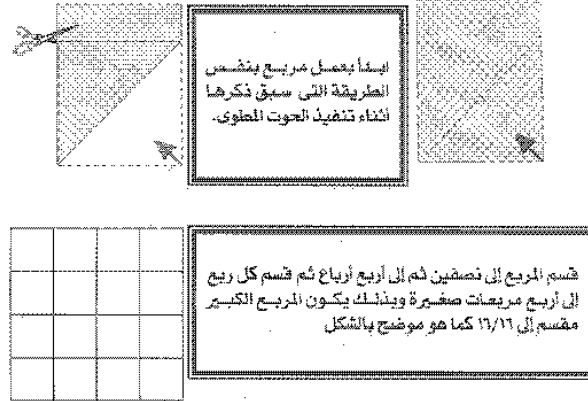 ابدأ بعمل مربع بنفس
الطريقة التى سبق ذكرها
أثناء تنفيذ الحوت المطوى.
قسم المربع إلى نصفين ثم إلى أربع أرباع ثم قسم كل ربع
إلى أربع مربعات صغيرة وبذلك يكون المربع الكبير
مقسم إلى ١٦/١٦ كما هو موضح بالشكل